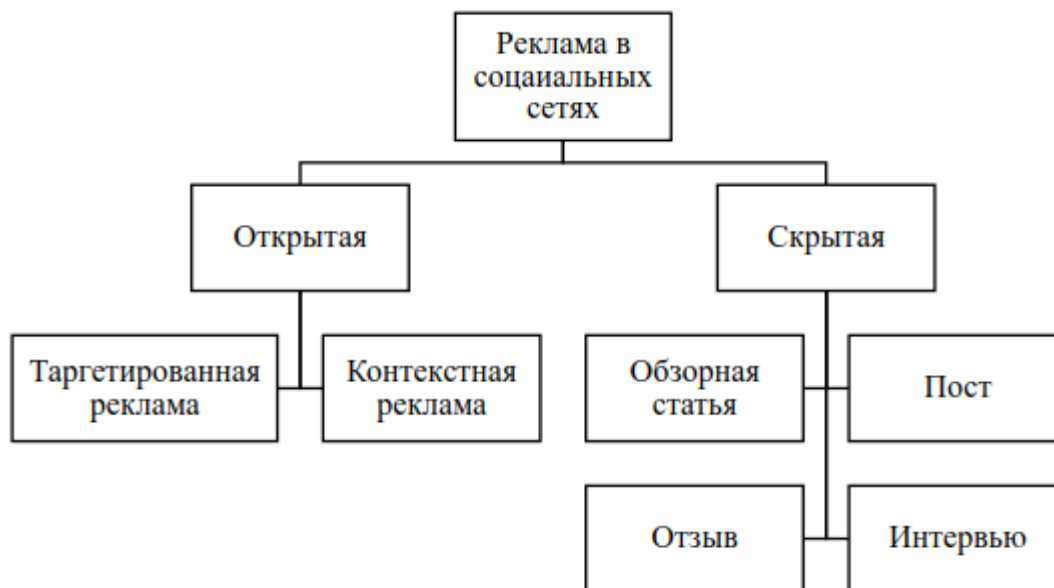 Реклама в
соцаиальных
сетях
Открытая
Скрытая
Таргетированная
реклама
Контекстная
реклама
Обзорная
статья
Пост
Отзыв
Интервью